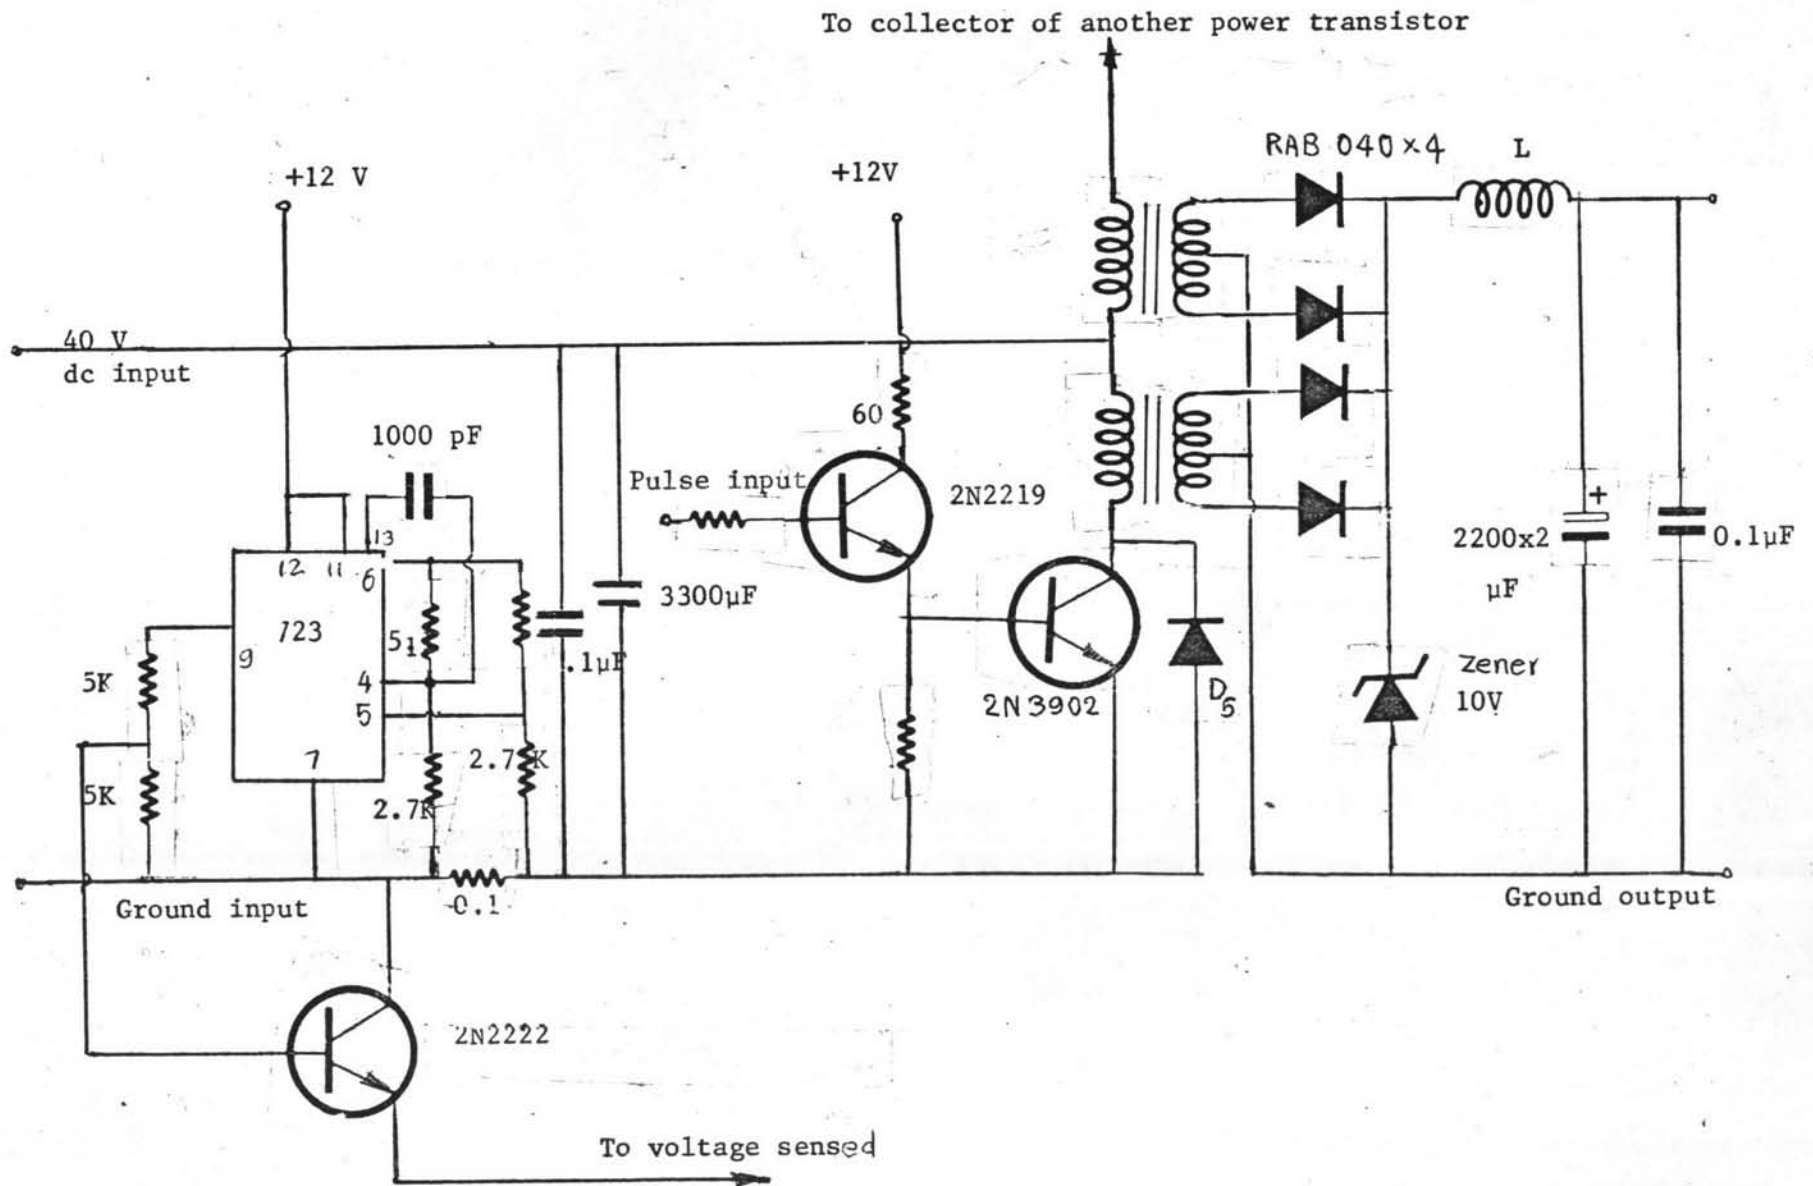 To collector of another power transistor
RAB 040×4
L
+12 V
+12V
40 V
dc input
60
1000 pF
Pulse input
2N2219
+
2200x2
µF
0.1µF
13
12
11
6
723
9
51
3300µF
.1µF
4
5
5K
5K
7
2.7K
2.7K
2N3902
D5
Zener
10V
Ground input
0.1
Ground output
2N2222
To voltage sensed